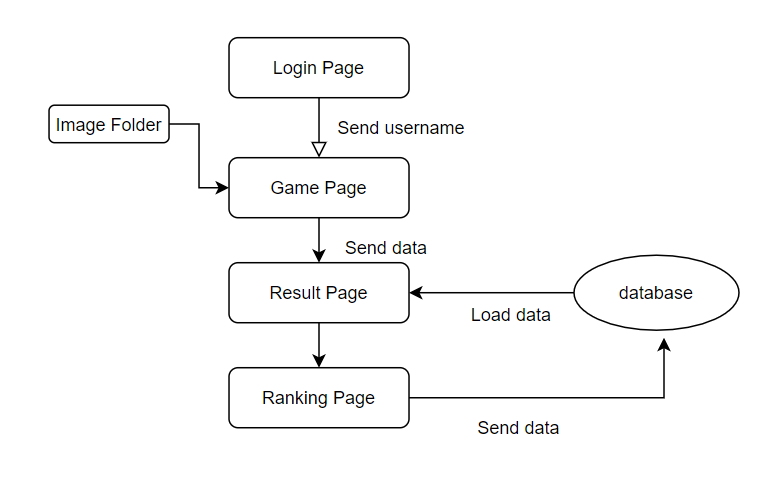 Login Page
Image Folder
Send username
Game Page
Send data
Result Page
database
Load data
Ranking Page
Send data